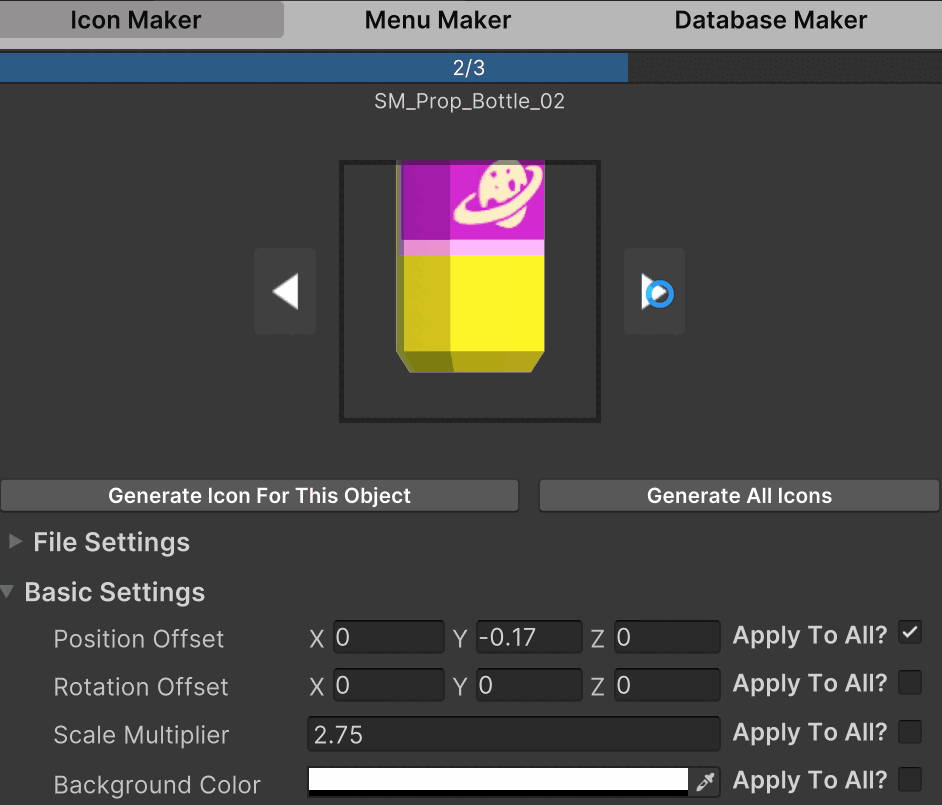 Icon Maker Menu Maker Database Maker
2/3
SM_Prop_Bottle_02
Generate Icon For This Object Generate All Icons
File Settings
Basic Settings
Position Offset X 0 Y -0.17 Z 0 Apply To All?
Rotation Offset X 0 Y 0 Z 0 Apply To All?
Scale Multiplier 2.75 Apply To All?
Background Color Apply To All?